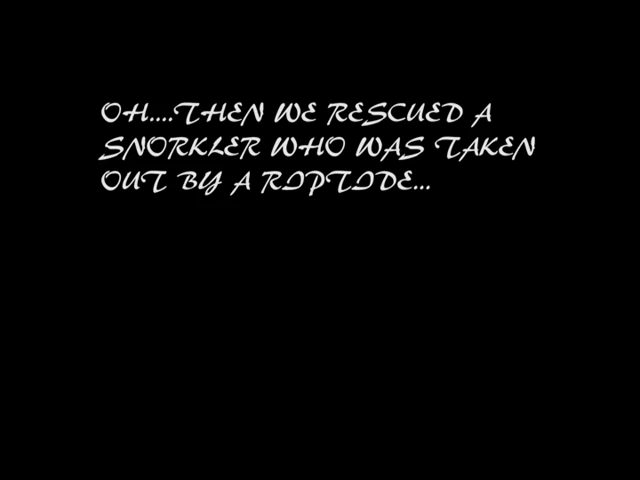 OH....THEN WE RESCUED A
SNORKLER WHO WAS TAKEN
OUT BY A RIPTIDE...